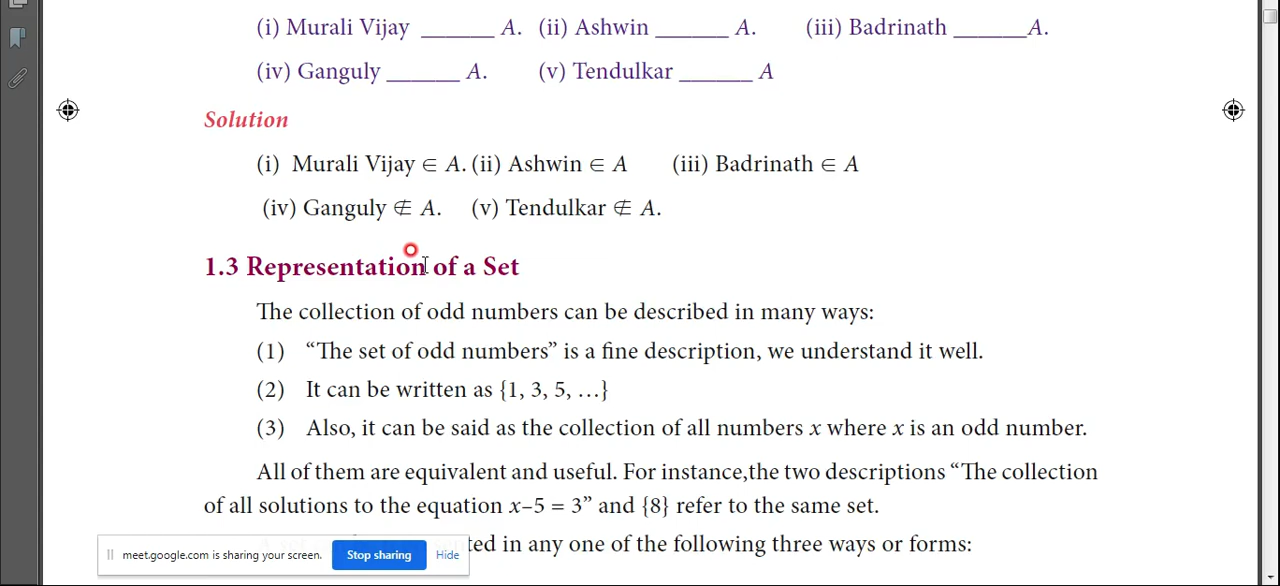 (i) Murali Vijay ______ A. (ii) Ashwin ______ A. (iii) Badrinath ______A.
(iv) Ganguly ______ A. (v) Tendulkar ______ A
Solution
(i) Murali Vijay ∈ A. (ii) Ashwin ∈ A (iii) Badrinath ∈ A
(iv) Ganguly ∉ A. (v) Tendulkar ∉ A.
1.3 Representation of a Set
The collection of odd numbers can be described in many ways:
(1) “The set of odd numbers” is a fine description, we understand it well.
(2) It can be written as {1, 3, 5, …}
(3) Also, it can be said as the collection of all numbers x where x is an odd number.
All of them are equivalent and useful. For instance,the two descriptions “The collection
of all solutions to the equation x–5 = 3” and {8} refer to the same set.
in any one of the following three ways or forms:
meet.google.com is sharing your screen. Stop sharing Hide